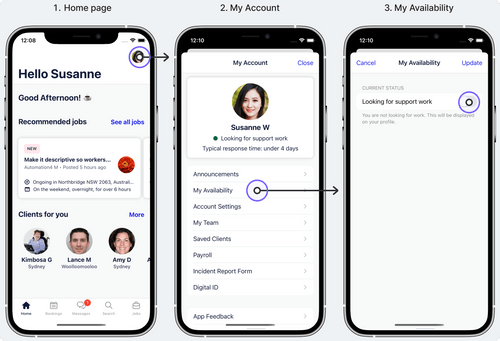 1. Home page
2. My Account
3. My Availability
12:08
Hello Susanne
Good Afternoon!
Recommended jobs
See all jobs
NEW
Make it descriptive so workers...
Automation4 M • Posted 5 hours ago
Ongoing in Northbridge NSW 2063, Australi...
On the weekend, overnight, for over 6 hours
Clients for you
More
Kimbosa G
Sydney
Lance M
Woolloomooloo
Amy D
Sydney
A
Home
Bookings
Messages
Search
Jobs
12:10
My Account
Close
Susanne W
Looking for support work
Typical response time: under 4 days
Announcements
My Availability
Account Settings
My Team
Saved Clients
Payroll
Incident Report Form
Digital ID
App Feedback
12:10
Cancel
My Availability
Update
CURRENT STATUS
Looking for support work
You are not looking for work. This will be displayed
on your profile.